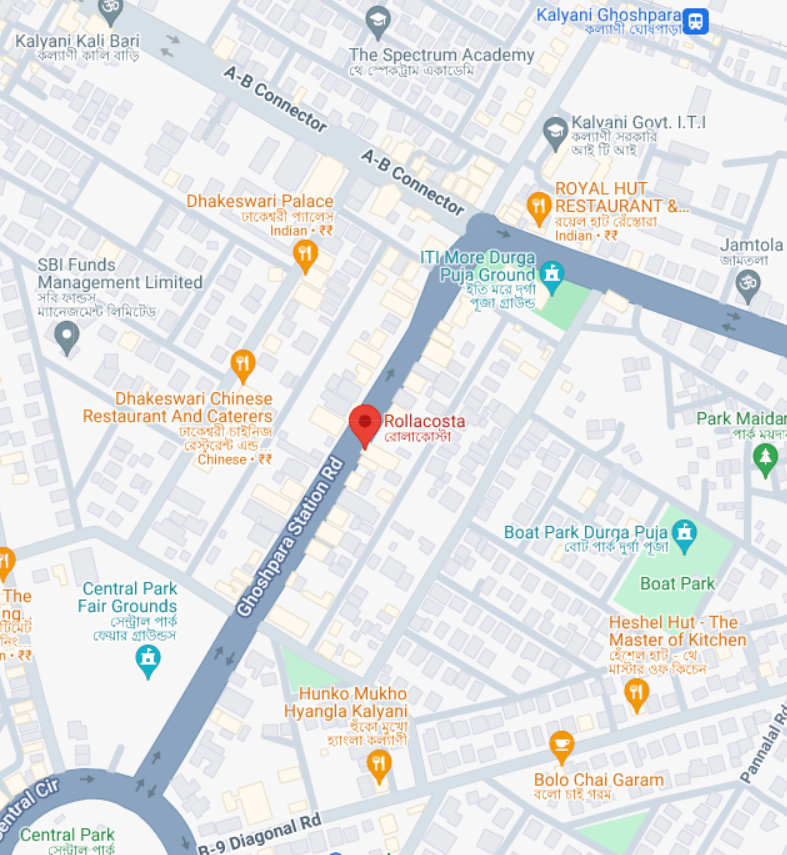 Kalyani Ghoshpara
কল্যাণী ঘোষপাড়া
Kalyani Kali Bari
কল্যাণী কালি বাড়ি
The Spectrum Academy
থে স্পেকট্রাম একাডেমি
A-B Connector
Kalyani Govt. I.T.I
কল্যাণী সরকারি
আই টি আই
A-B Connector
Dhakeswari Palace
ঢাকেশ্বরী প্যালেস
Indian • ₹₹
ROYAL HUT
RESTAURANT &...
রয়েল হাট রেঁস্তোরা
Indian • ₹₹
ITI More Durga
Puja Ground
ইতি মরে দুর্গা
পূজা গ্রাউন্ড
Jamtola
জামতলা
SBI Funds
Management Limited
সবি ফান্ডস
ম্যানেজমেন্ট লিমিটেড
Dhakeswari Chinese
Restaurant And Caterers
ঢাকেশ্বরী চাইনিজ
রেস্টুরেন্ট এন্ড
Chinese • ₹₹
Rollacosta
রোলাকোস্টা
Park Maidan
পার্ক ময়দা
Ghoshpara Station Rd
Boat Park Durga Puja
বোট পার্ক দুর্গা পূজা
Boat Park
Central Park
Fair Grounds
সেন্ট্রাল পার্ক
ফেয়ার গ্রাউন্ডস
The
ng
₹₹
Heshel Hut - The
Master of Kitchen
হেঁশেল হাট - থে
মাস্টার ওফ কিচেন
Hunko Mukho
Hyangla Kalyani
হুঁকো মুখো
হ্যাংলা কল্যাণী
Bolo Chai Garam
বলো চাই গরম
Pannalal Rd
Central Cir
B-9 Diagonal Rd
Central Park
সেন্ট্রাল পার্ক